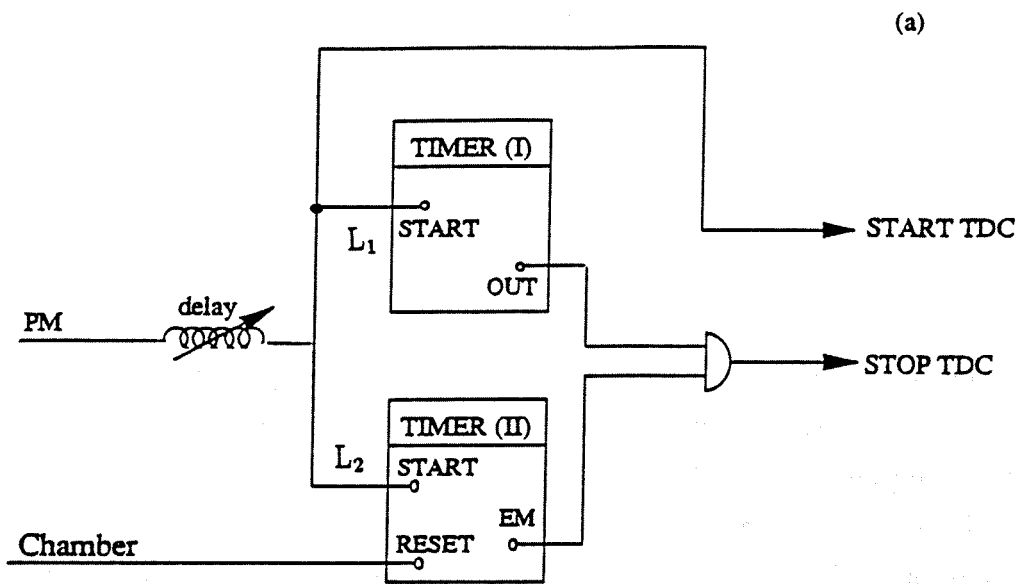 (a)
TIMER (I)
START
L₁
START TDC
OUT
delay
PM
STOP TDC
TIMER (II)
L₂
START
EM
Chamber
RESET